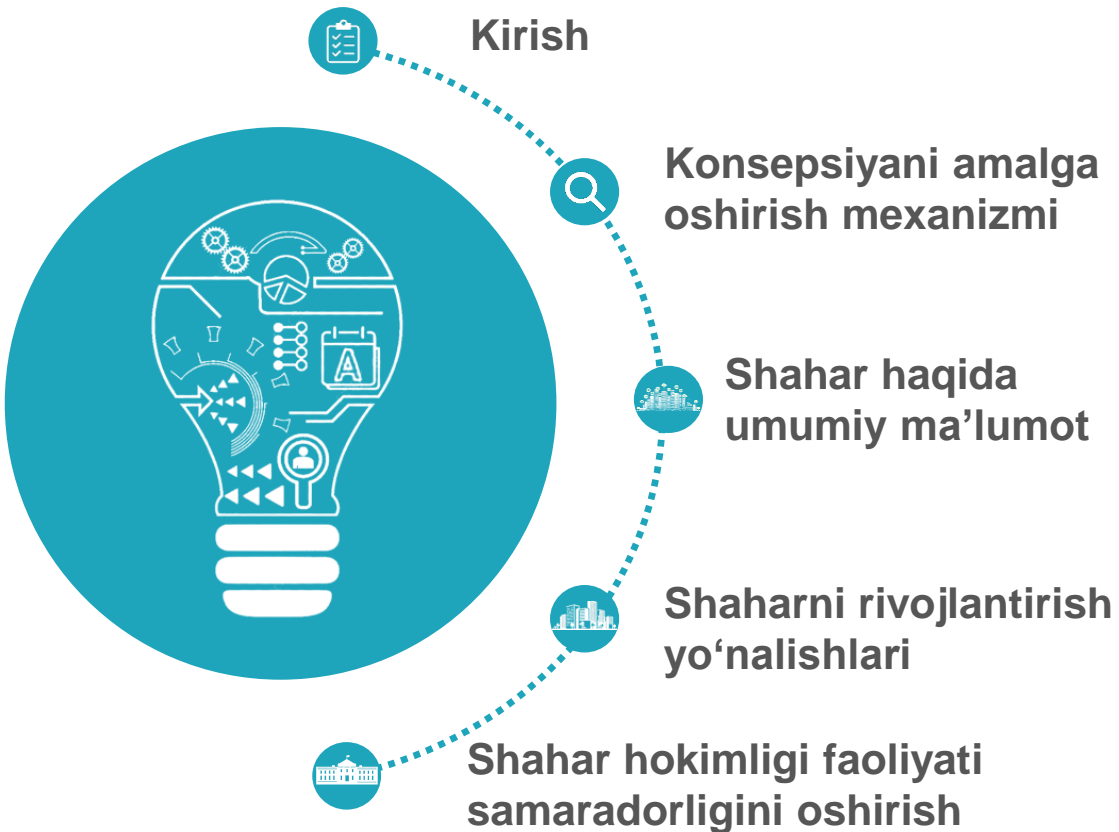 Kirish
Konsepsiyani amalga
oshirish mexanizmi
A
Shahar haqida
umumiy ma’lumot
Shaharni rivojlantirish
yo‘nalishlari
Shahar hokimligi faoliyati
samaradorligini oshirish